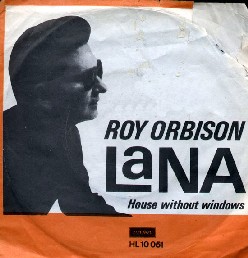 ROY ORBISON
LaNA
House without windows
HL 10 061